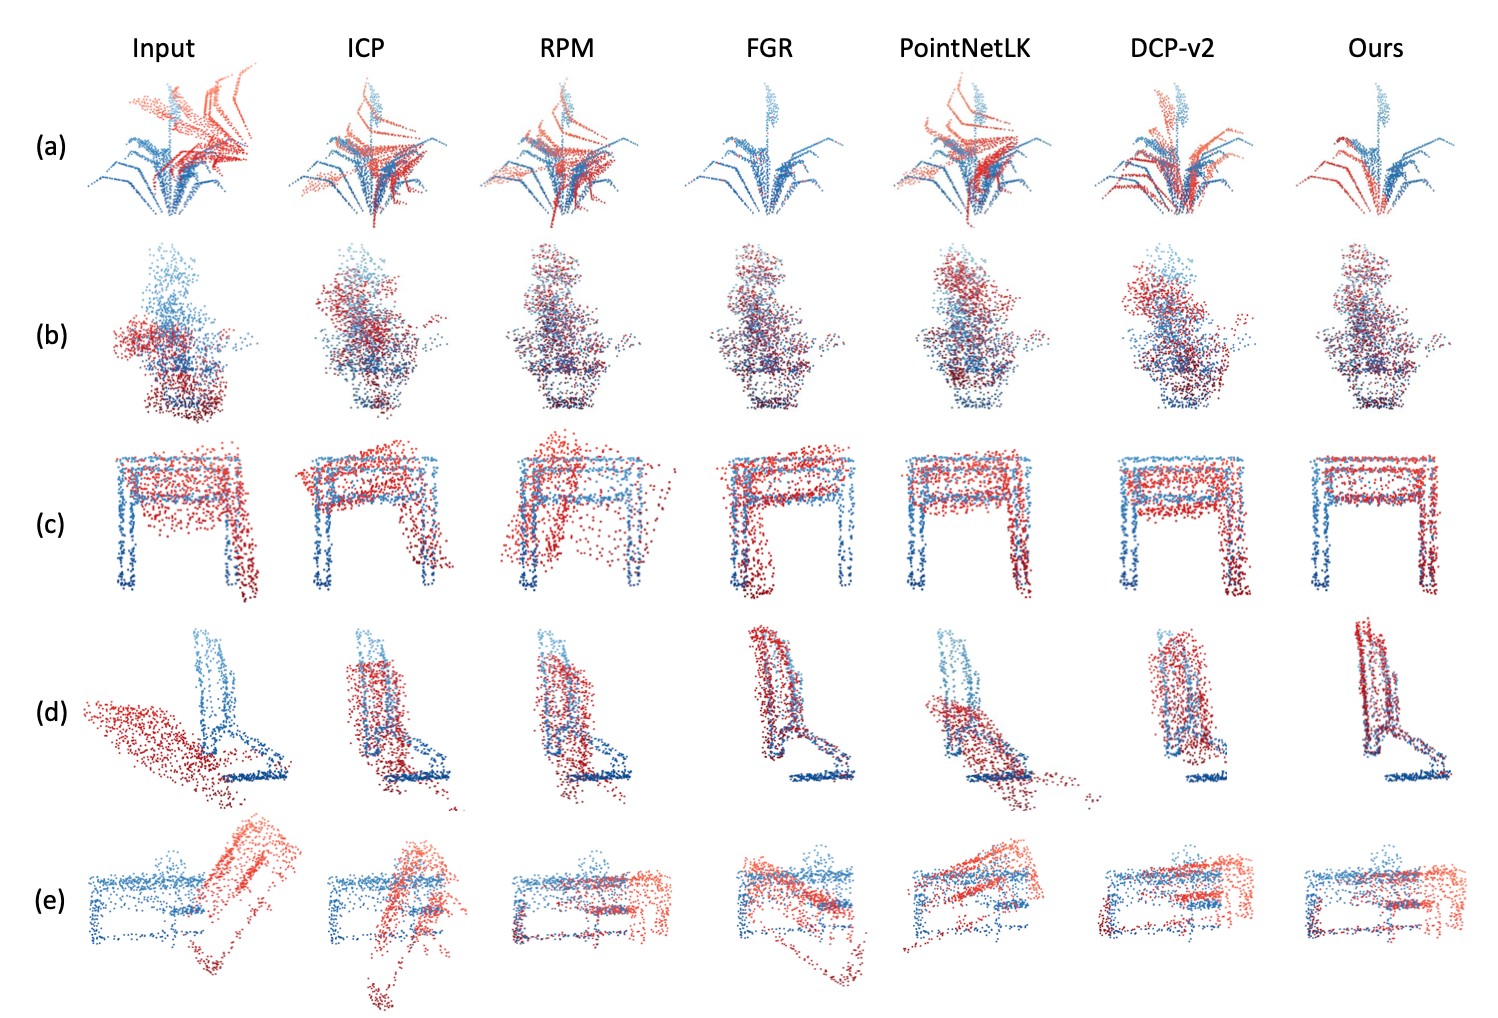 Input ICP RPM FGR PointNetLK DCP-v2 Ours
(a)
(b)
(c)
(d)
(e)